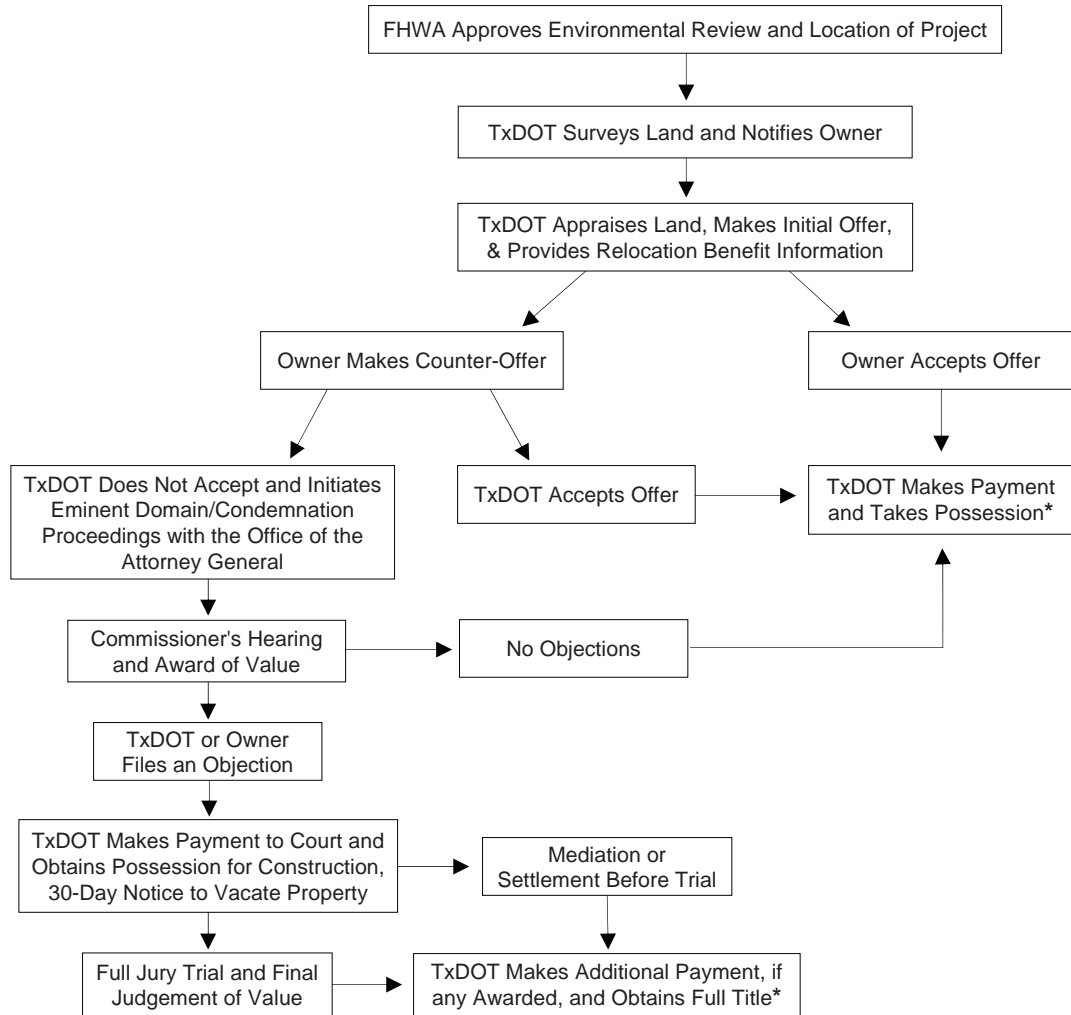 FHWA Approves Environmental Review and Location of Project
TxDOT Surveys Land and Notifies Owner
TxDOT Appraises Land, Makes Initial Offer,
& Provides Relocation Benefit Information
Owner Makes Counter-Offer
Owner Accepts Offer
TxDOT Does Not Accept and Initiates
Eminent Domain/Condemnation
Proceedings with the Office of the
Attorney General
TxDOT Accepts Offer
TxDOT Makes Payment
and Takes Possession*
Commissioner's Hearing
and Award of Value
No Objections
TxDOT or Owner
Files an Objection
TxDOT Makes Payment to Court and
Obtains Possession for Construction,
30-Day Notice to Vacate Property
Mediation or
Settlement Before Trial
Full Jury Trial and Final
Judgement of Value
TxDOT Makes Additional Payment, if
any Awarded, and Obtains Full Title*